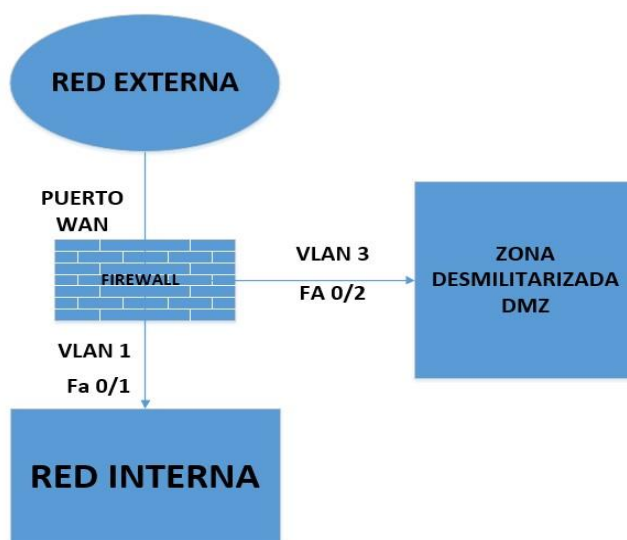 RED EXTERNA
PUERTO
WAN
FIREWALL
VLAN 3
FA 0/2
ZONA
DESMILITARIZADA
DMZ
VLAN 1
Fa 0/1
RED INTERNA